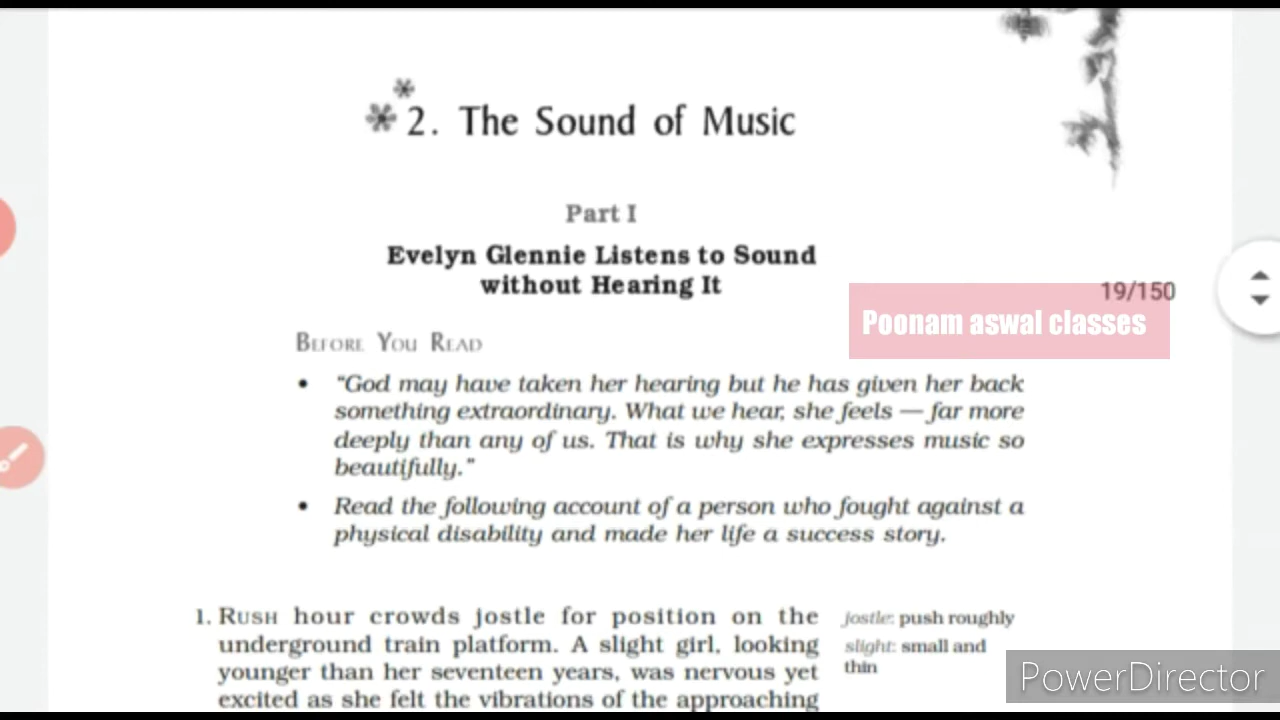 2. The Sound of Music
Part I
Evelyn Glennie Listens to Sound
without Hearing It
19/150
Poonam aswal classes
BEFORE YOU READ
• "God may have taken her hearing but he has given her back
something extraordinary. What we hear, she feels — far more
deeply than any of us. That is why she expresses music so
beautifully."
• Read the following account of a person who fought against a
physical disability and made her life a success story.
1. RUSH hour crowds jostle for position on the
underground train platform. A slight girl, looking
younger than her seventeen years, was nervous yet
excited as she felt the vibrations of the approaching
jostle: push roughly
slight: small and
thin
PowerDirector